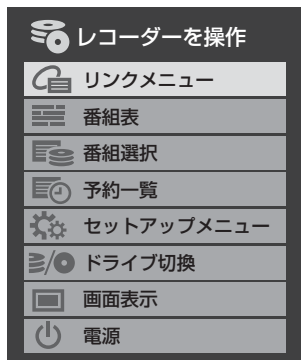 レコーダーを操作
リンクメニュー
番組表
番組選択
予約一覧
セットアップメニュー
ドライブ切換
画面表示
電源